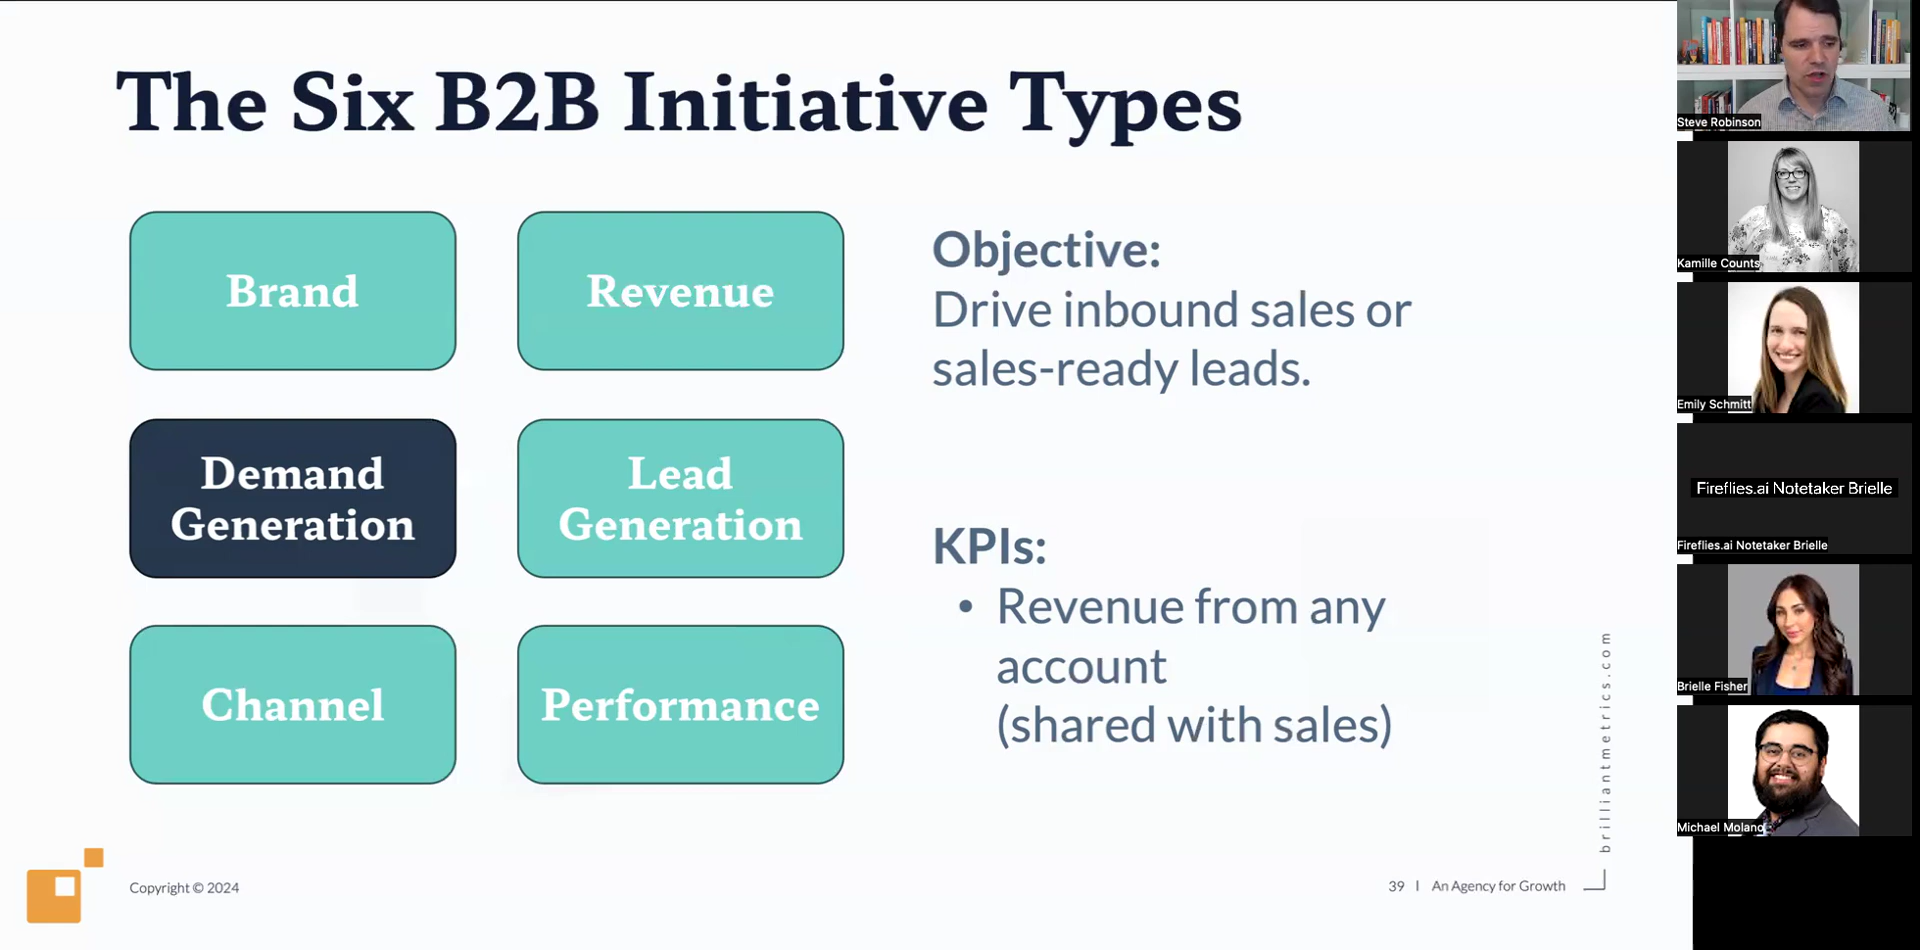 The Six B2B Initiative Types
Brand
Revenue
Demand
Generation
Lead
Generation
Channel
Performance
Objective:
Drive inbound sales or
sales-ready leads.
KPIs:
• Revenue from any
account
(shared with sales)
brilliantmetrics.com
Copyright © 2024
39 | An Agency for Growth
Steve Robinson
Kamille Counts
Emily Schmitt
Fireflies.ai Notetaker Brielle
Fireflies.ai Notetaker Brielle
Brielle Fisher
Michael Molano